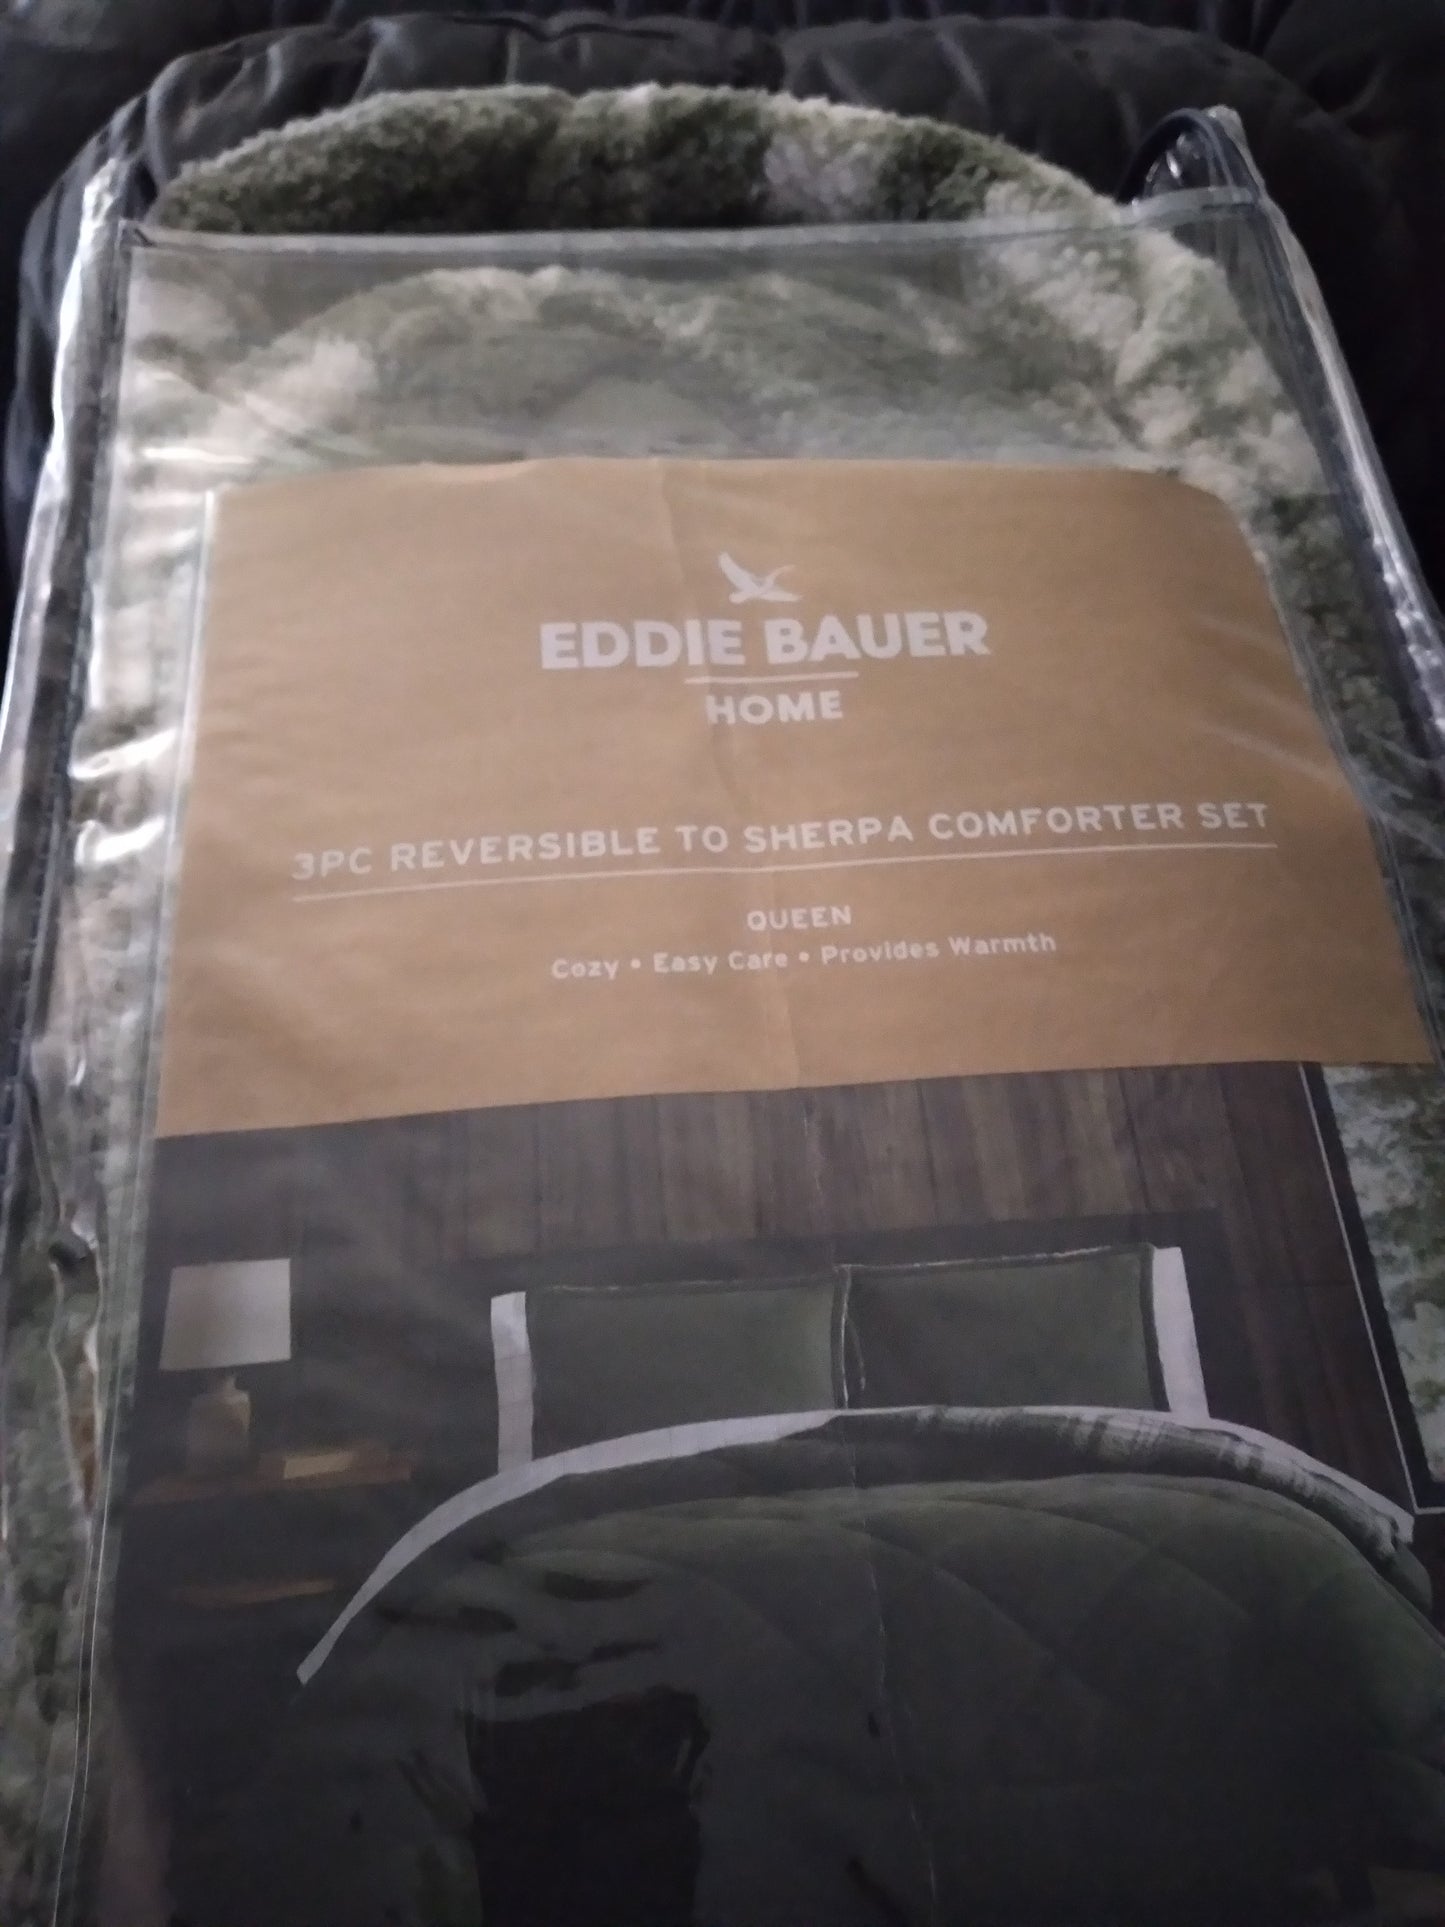 EDDIE BAUER
HOME
3PC REVERSIBLE TO SHERPA COMFORTER SET
QUEEN
Cozy • Easy Care • Provides Warmth